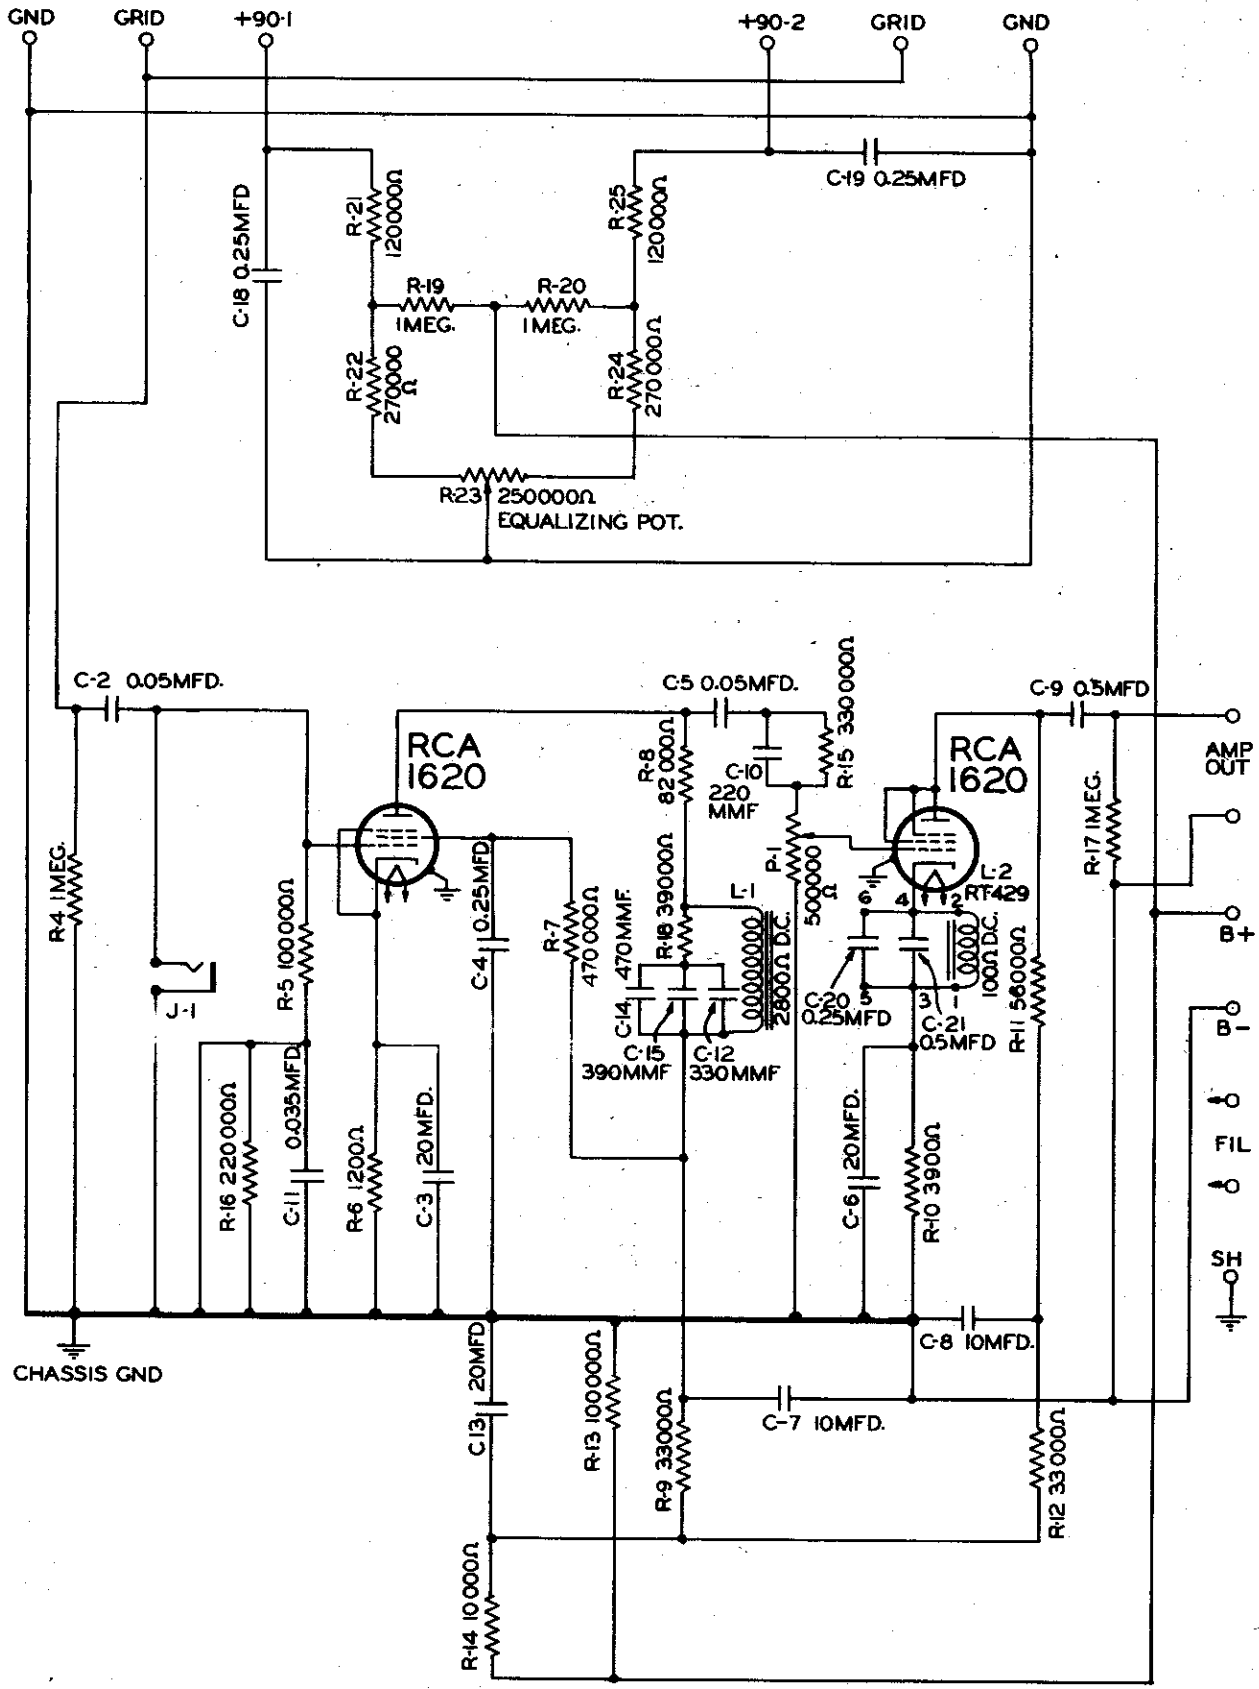 GND GRID +90-1 +90-2 GRID GND
C-19 0.25MFD
C-18 0.25MFD
R-21
120000Ω
R-25
120000Ω
R-19
1MEG.
R-20
1MEG.
R-22
270000
Ω
R-24
270000Ω
R-23 250000Ω
EQUALIZING POT.
C-2 0.05MFD.
C-5 0.05MFD.
C-9 0.5MFD
RCA
1620
R-8
82000Ω
C-10
220
MMF
R-15 330000Ω
RCA
1620
AMP
OUT
R-17 1MEG.
R-4 1MEG.
R-5 100000Ω
C-4 0.25MFD.
R-7
470000Ω
R-18 39000Ω
L-1
2800Ω D.C.
P-1
500000
Ω
L-2
RT-429
6 4 2
100Ω D.C.
B+
J-1
C-14 470MMF.
C-15
390MMF
C-12
330MMF
5 3 1
C-20
0.25MFD
C-21
0.5MFD
R-11 56000Ω
B-
R-16 220000Ω
C-11 0.035MFD
R-6 1200Ω
C-3 20MFD.
C-6 20MFD.
R-10 3900Ω
FIL
SH
CHASSIS GND
C13 20MFD
R-13 100000Ω
C-8 10MFD.
C-7 10MFD.
R-9 33000Ω
R-12 33000Ω
R-14 10000Ω